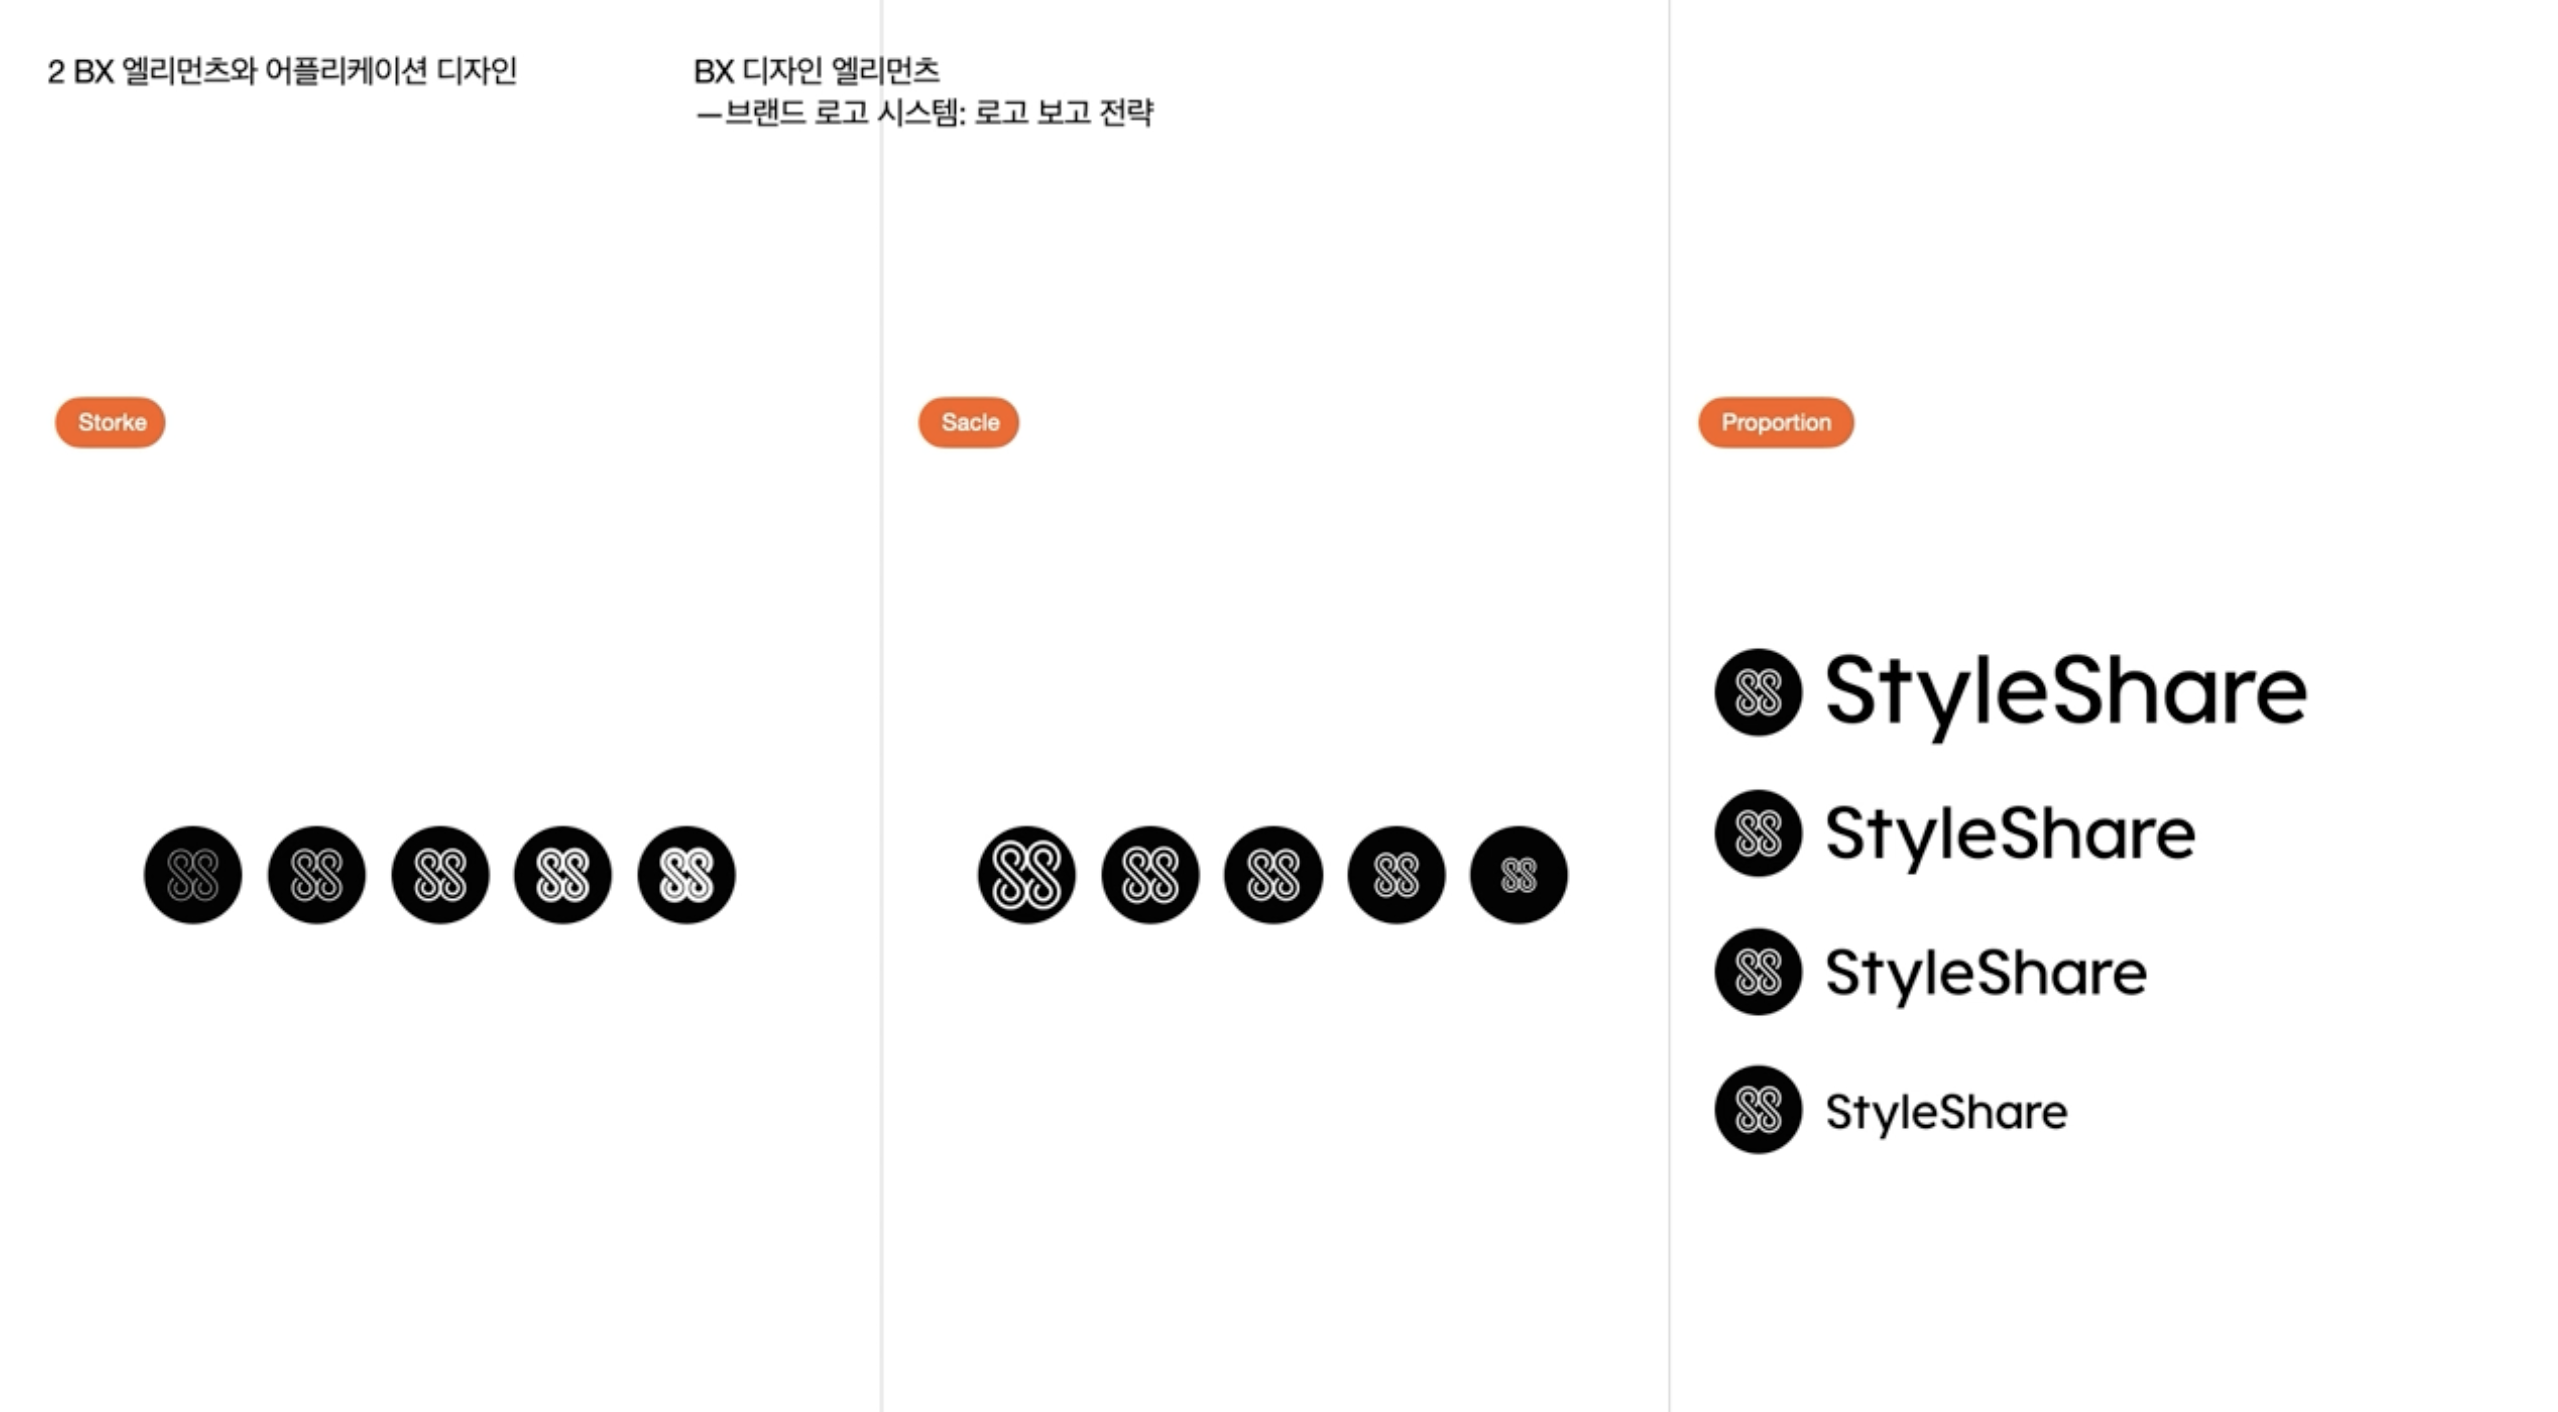 2 BX 엘리먼츠와 어플리케이션 디자인
BX 디자인 엘리먼츠
—브랜드 로고 시스템: 로고 보고 전략
Storke
Sacle
Proportion
StyleShare
StyleShare
StyleShare
StyleShare